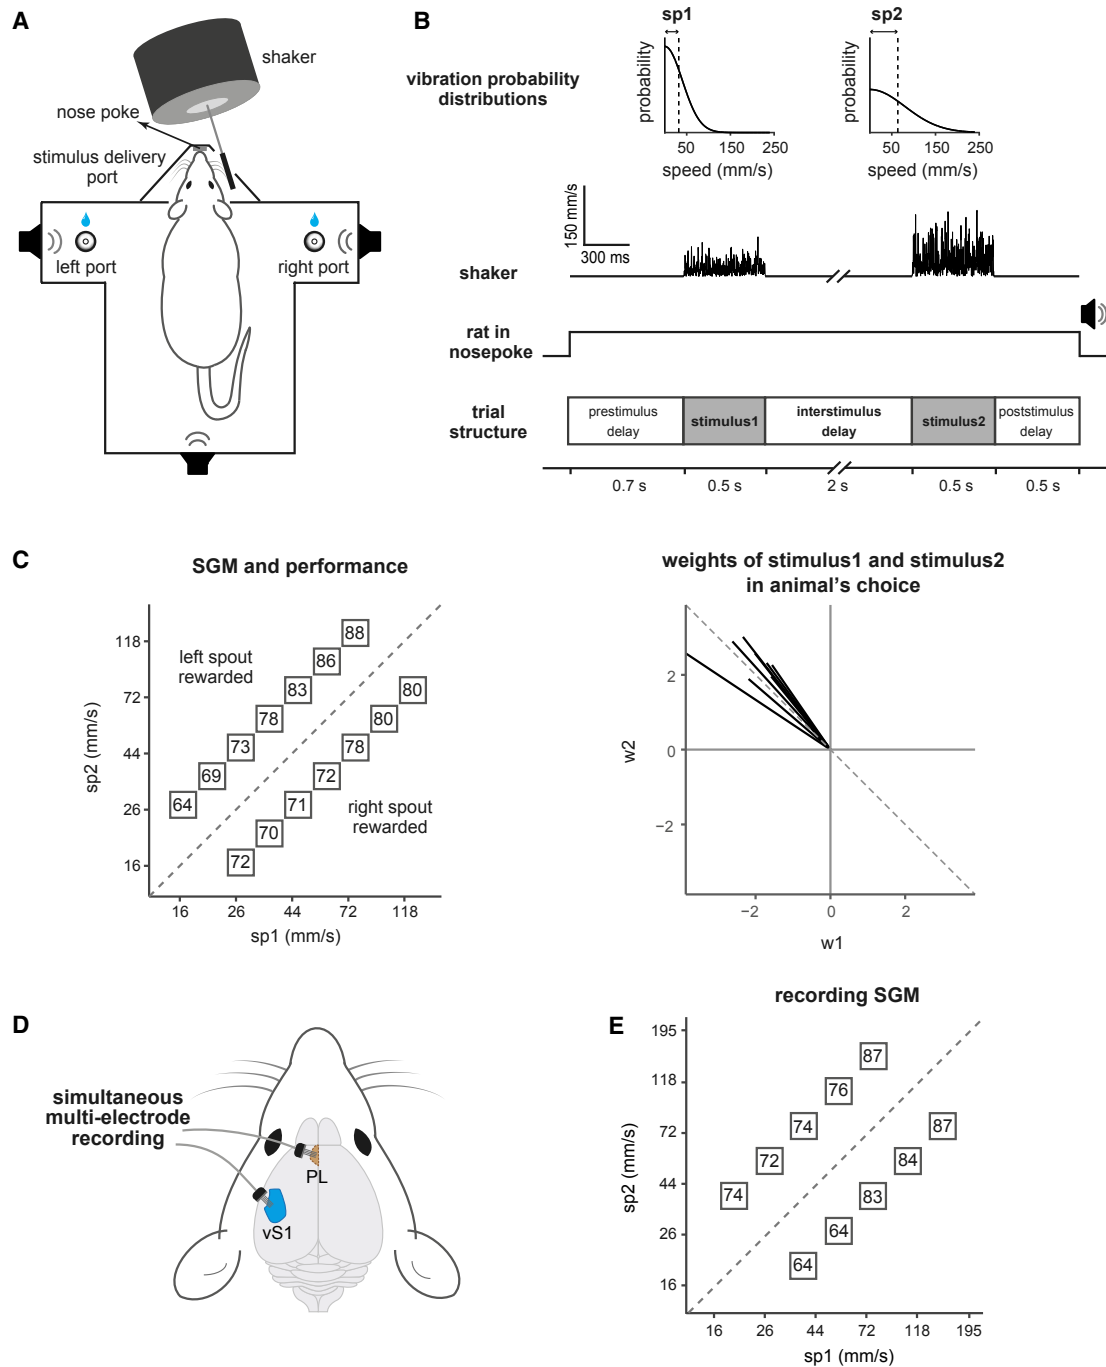 A
shaker
nose poke
stimulus delivery
port
left port
right port
B
sp1
sp2
vibration probability
distributions
probability
50 150 250
speed (mm/s)
probability
50 150 250
speed (mm/s)
150 mm/s
300 ms
shaker
rat in
nosepoke
trial
structure
prestimulus
delay
stimulus1
interstimulus
delay
stimulus2
poststimulus
delay
0.7 s
0.5 s
2 s
0.5 s
0.5 s
C
SGM and performance
118
72
44
26
16
sp2 (mm/s)
left spout
rewarded
88
86
83
78
73
69
64
80
80
78
72
71
70
72
right spout
rewarded
16 26 44 72 118
sp1 (mm/s)
weights of stimulus1 and stimulus2
in animal's choice
2
0
−2
w2
−2 0 2
w1
D
simultaneous
multi-electrode
recording
PL
vS1
E
recording SGM
195
118
72
44
26
16
sp2 (mm/s)
87
76
74
72
74
87
84
83
64
64
16 26 44 72 118 195
sp1 (mm/s)